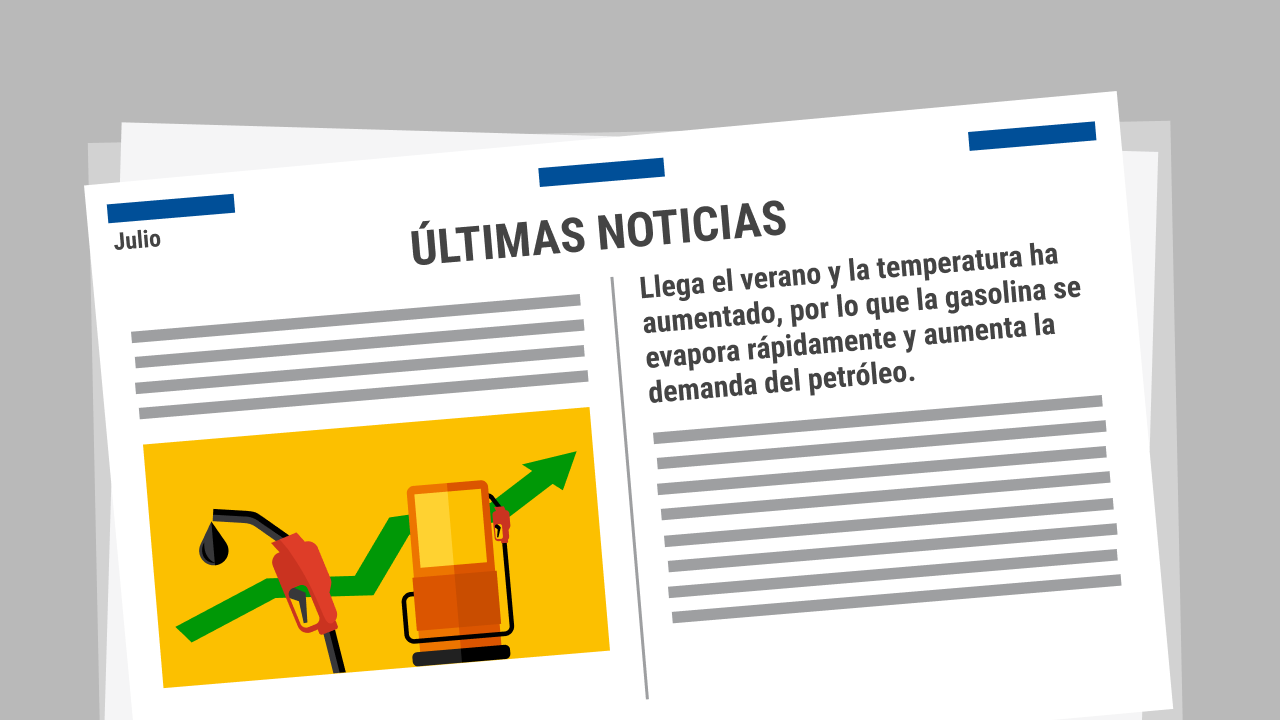 Julio
ÚLTIMAS NOTICIAS
Llega el verano y la temperatura ha
aumentado, por lo que la gasolina se
evapora rápidamente y aumenta la
demanda del petróleo.